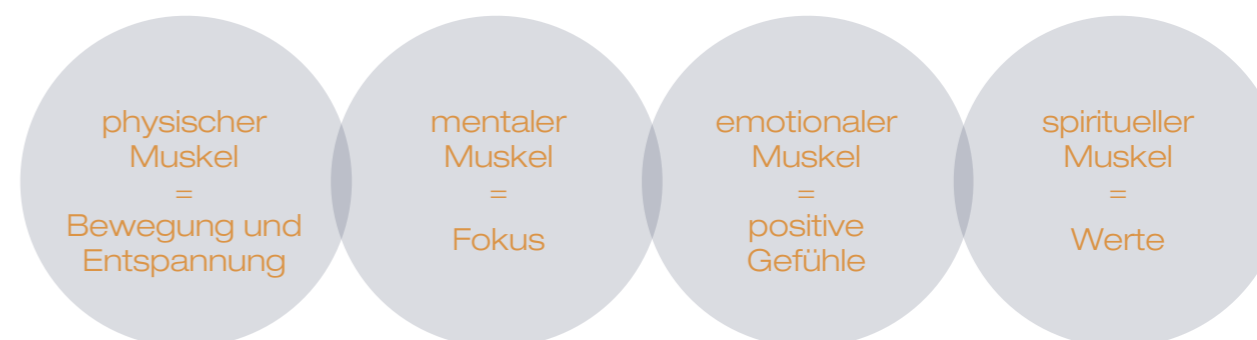 physischer
Muskel
=
Bewegung und
Entspannung
mentaler
Muskel
=
Fokus
emotionaler
Muskel
=
positive
Gefühle
spiritueller
Muskel
=
Werte